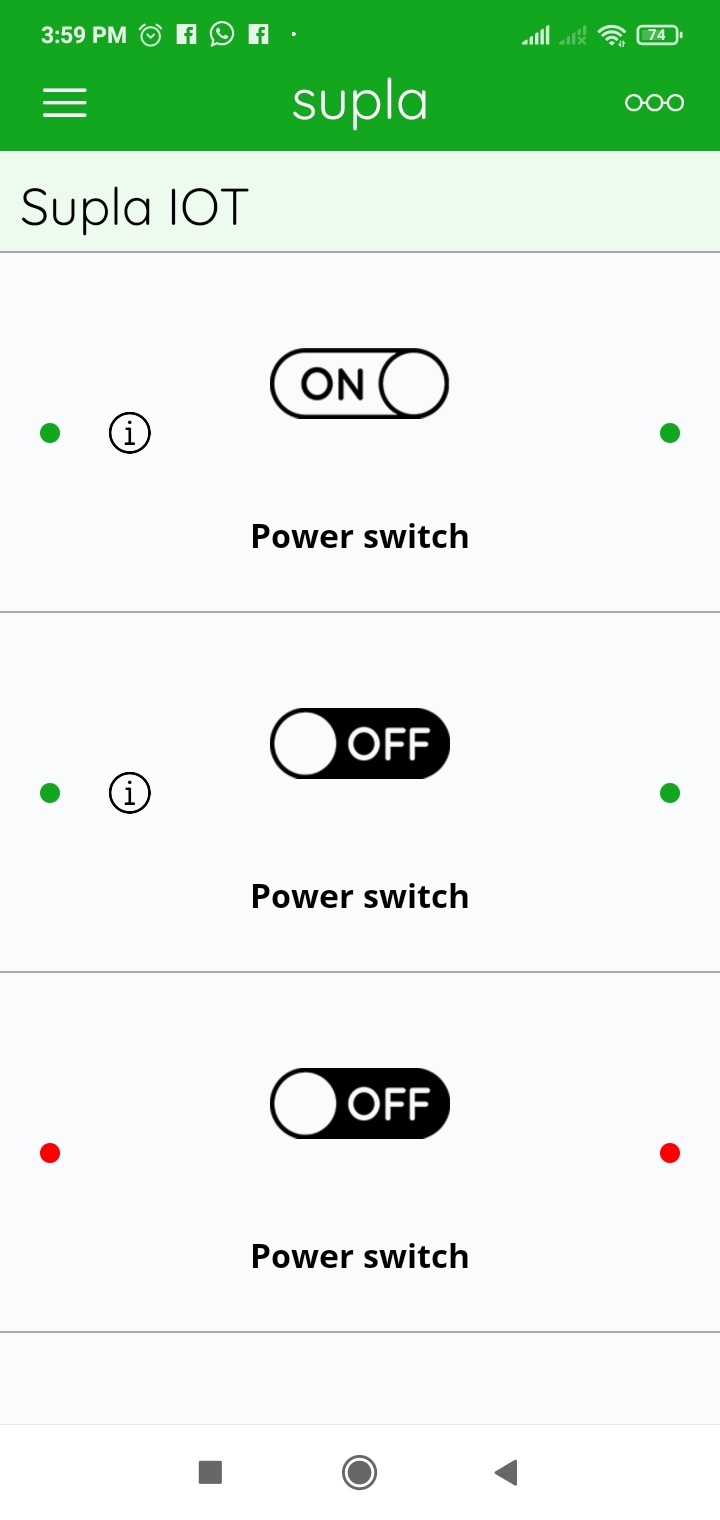 3:59 PM
74
supla
Supla IOT
ON
i
Power switch
OFF
i
Power switch
OFF
Power switch